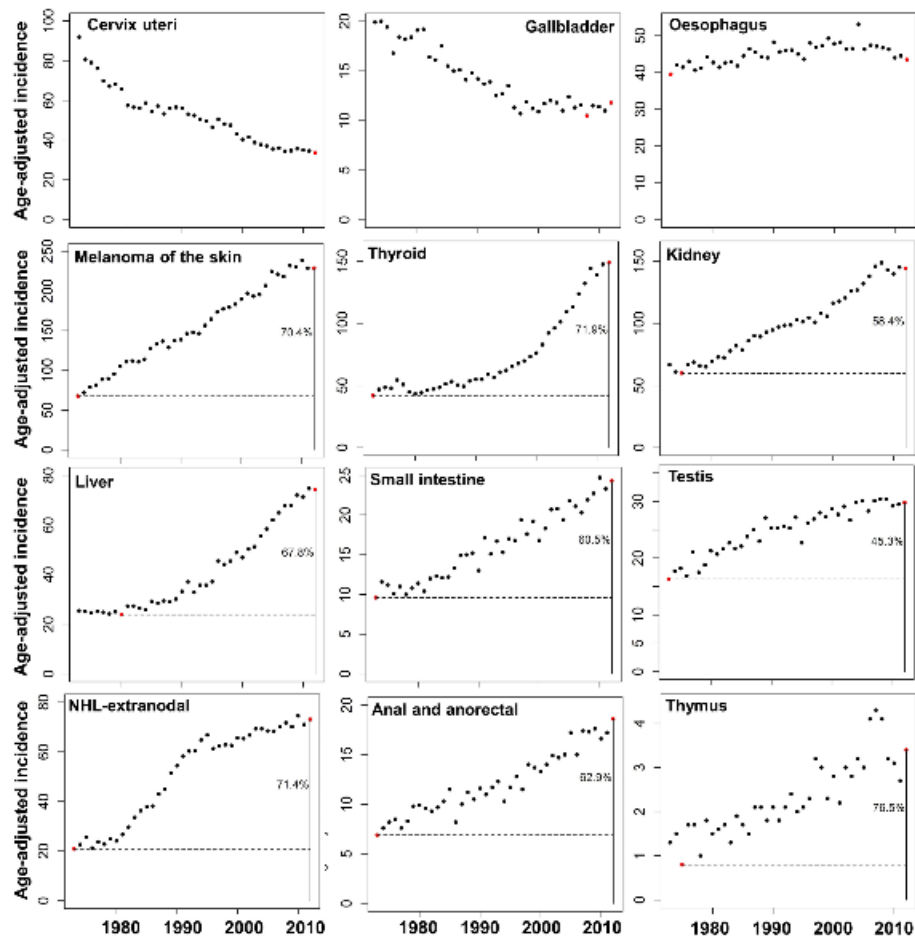 Age-adjusted incidence
Cervix uteri
0 20 40 60 80 100
Gallbladder
0 5 10 15 20
Oesophagus
0 10 20 30 40 50
Age-adjusted incidence
Melanoma of the skin
0 50 100 150 200 250
70.4%
Thyroid
0 50 100 150
71.8%
Kidney
0 50 100 150
58.4%
Age-adjusted incidence
Liver
0 20 40 60 80
67.8%
Small intestine
0 5 10 15 20 25
60.5%
Testis
0 10 20 30
45.3%
Age-adjusted incidence
NHL-extranodal
0 20 40 60 80
71.4%
Anal and anorectal
0 5 10 15 20
62.9%
Thymus
0 1 2 3 4
76.5%
1980 1990 2000 2010
1980 1990 2000 2010
1980 1990 2000 2010